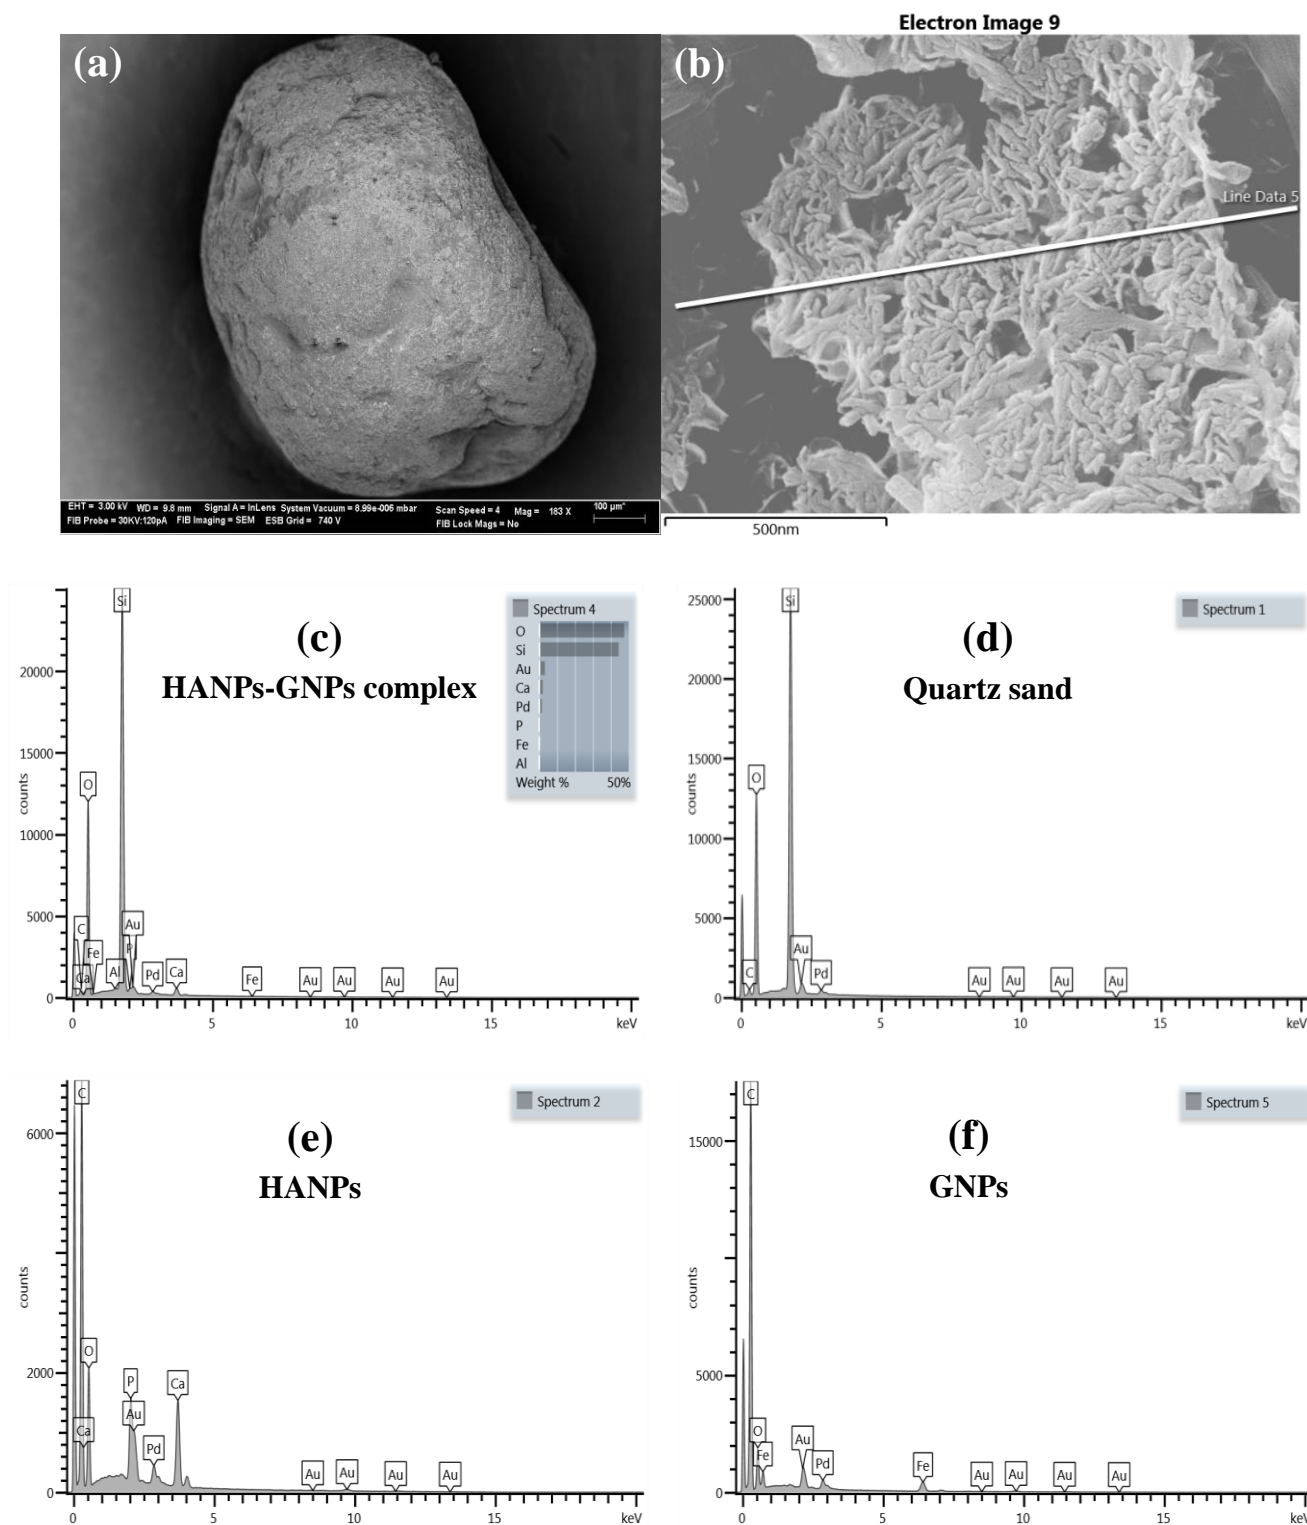 Electron Image 9
(a)
(b)
Line Data 5
EHT = 3.00 kV WD = 9.8 mm Signal A = InLens System Vacuum = 8.99e-006 mbar Scan Speed = 4 Mag = 183 X 100 µm*
FIB Probe = 30KV:120pA FIB Imaging = SEM ESB Grid = 740 V FIB Lock Mags = No
500nm
(c)
HANPs-GNPs complex
Spectrum 4
O
Si
Au
Ca
Pd
P
Fe
Al
Weight % 50%
counts
20000
15000
10000
5000
0
Si
O
C
Ca
Fe
Al
Au
P
Pd
Ca
Fe
Au
Au
Au
Au
0 5 10 15 keV
(d)
Quartz sand
Spectrum 1
counts
25000
20000
15000
10000
5000
0
Si
O
C
Au
Pd
Au
Au
Au
Au
0 5 10 15 keV
(e)
HANPs
Spectrum 2
counts
6000
2000
0
C
O
Ca
P
Au
Pd
Ca
Au
Au
Au
Au
0 5 10 15 keV
(f)
GNPs
Spectrum 5
counts
15000
5000
0
C
O
Fe
Au
Pd
Fe
Au
Au
Au
Au
0 5 10 15 keV